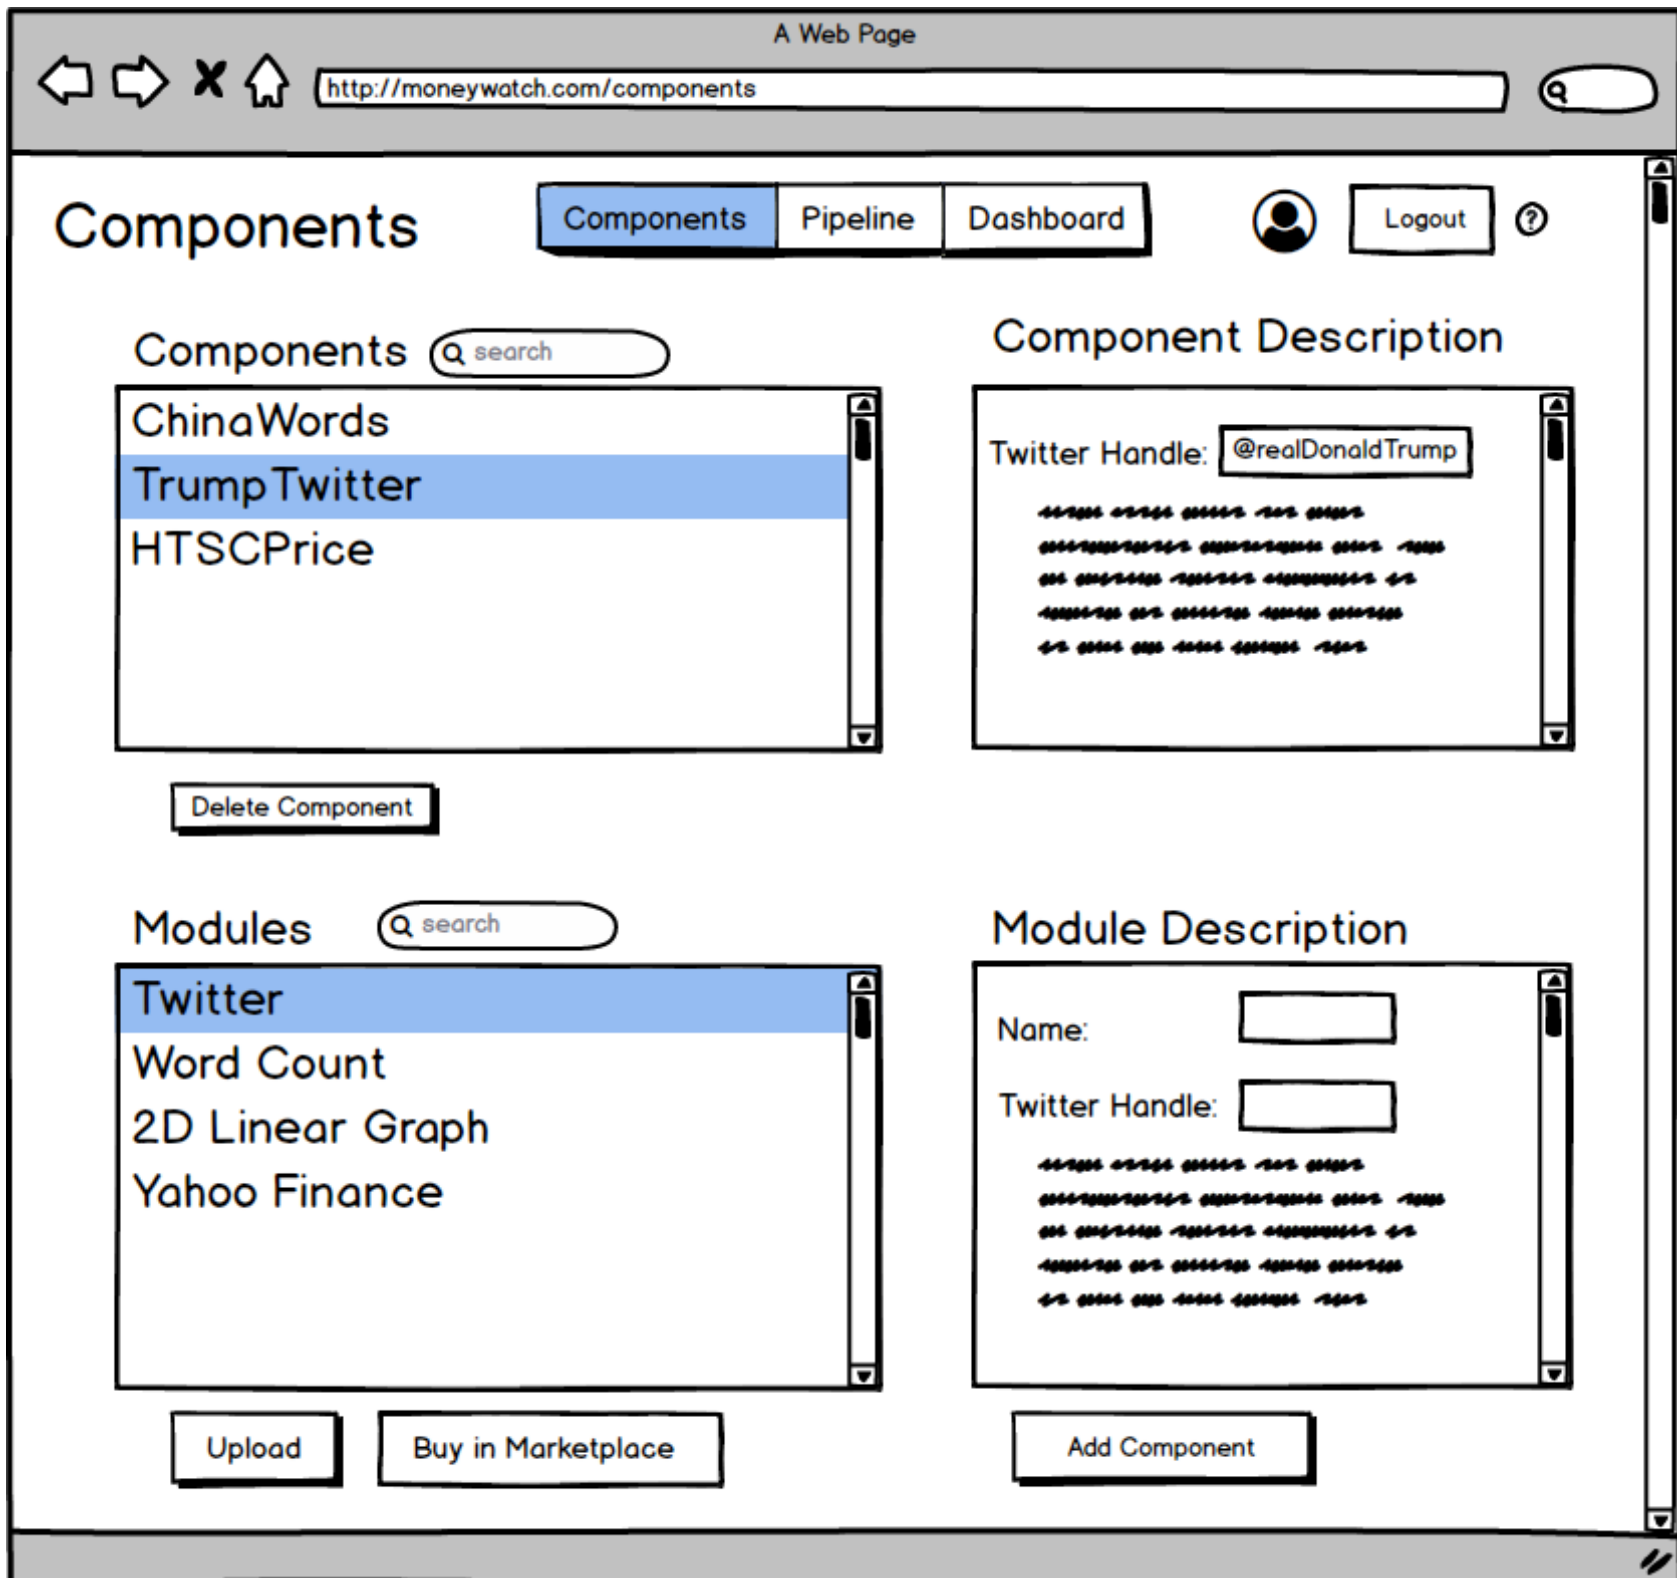 A Web Page
http://moneywatch.com/components
Components
Components Pipeline Dashboard
Logout ?
Components search
ChinaWords
TrumpTwitter
HTSCPrice
Delete Component
Component Description
Twitter Handle: @realDonaldTrump
Modules search
Twitter
Word Count
2D Linear Graph
Yahoo Finance
Upload
Buy in Marketplace
Module Description
Name:
Twitter Handle:
Add Component